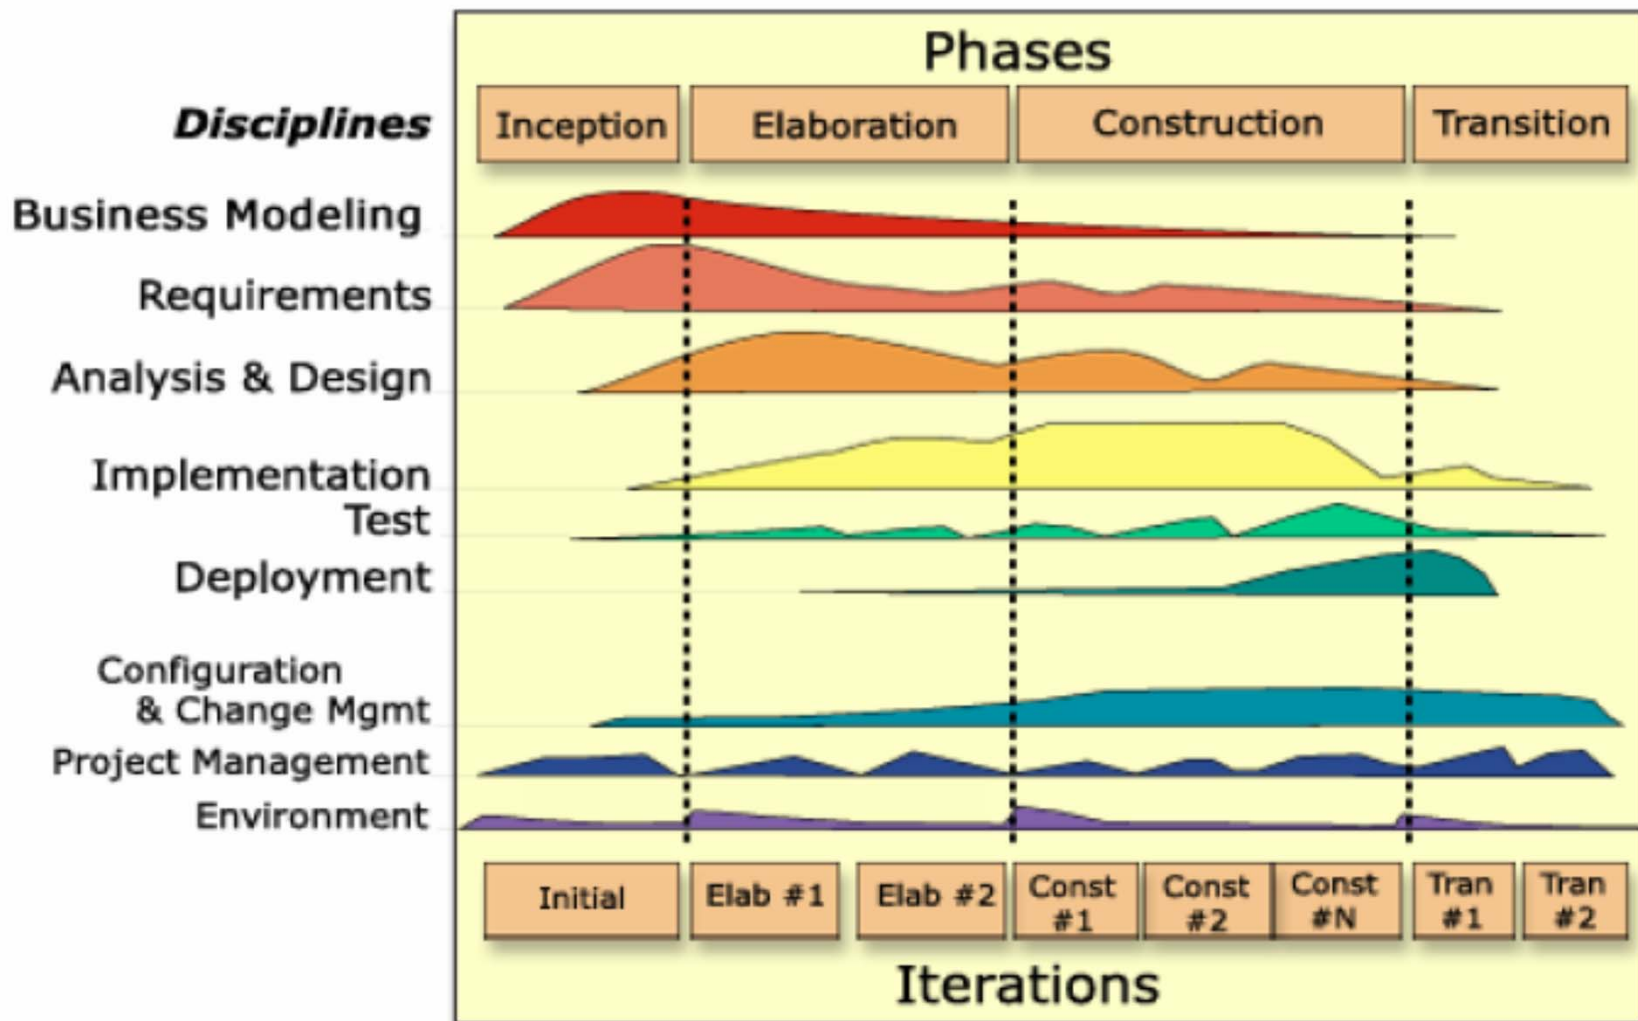 Phases
Disciplines
Inception
Elaboration
Construction
Transition
Business Modeling
Requirements
Analysis & Design
Implementation
Test
Deployment
Configuration
& Change Mgmt
Project Management
Environment
Initial
Elab #1
Elab #2
Const
#1
Const
#2
Const
#N
Tran
#1
Tran
#2
Iterations